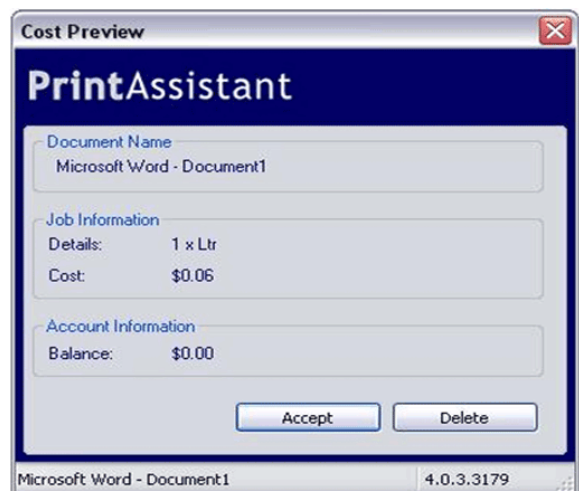 Cost Preview
PrintAssistant
Document Name
Microsoft Word - Document1
Job Information
Details: 1 x Ltr
Cost: $0.06
Account Information
Balance: $0.00
Accept Delete
Microsoft Word - Document1 4.0.3.3179